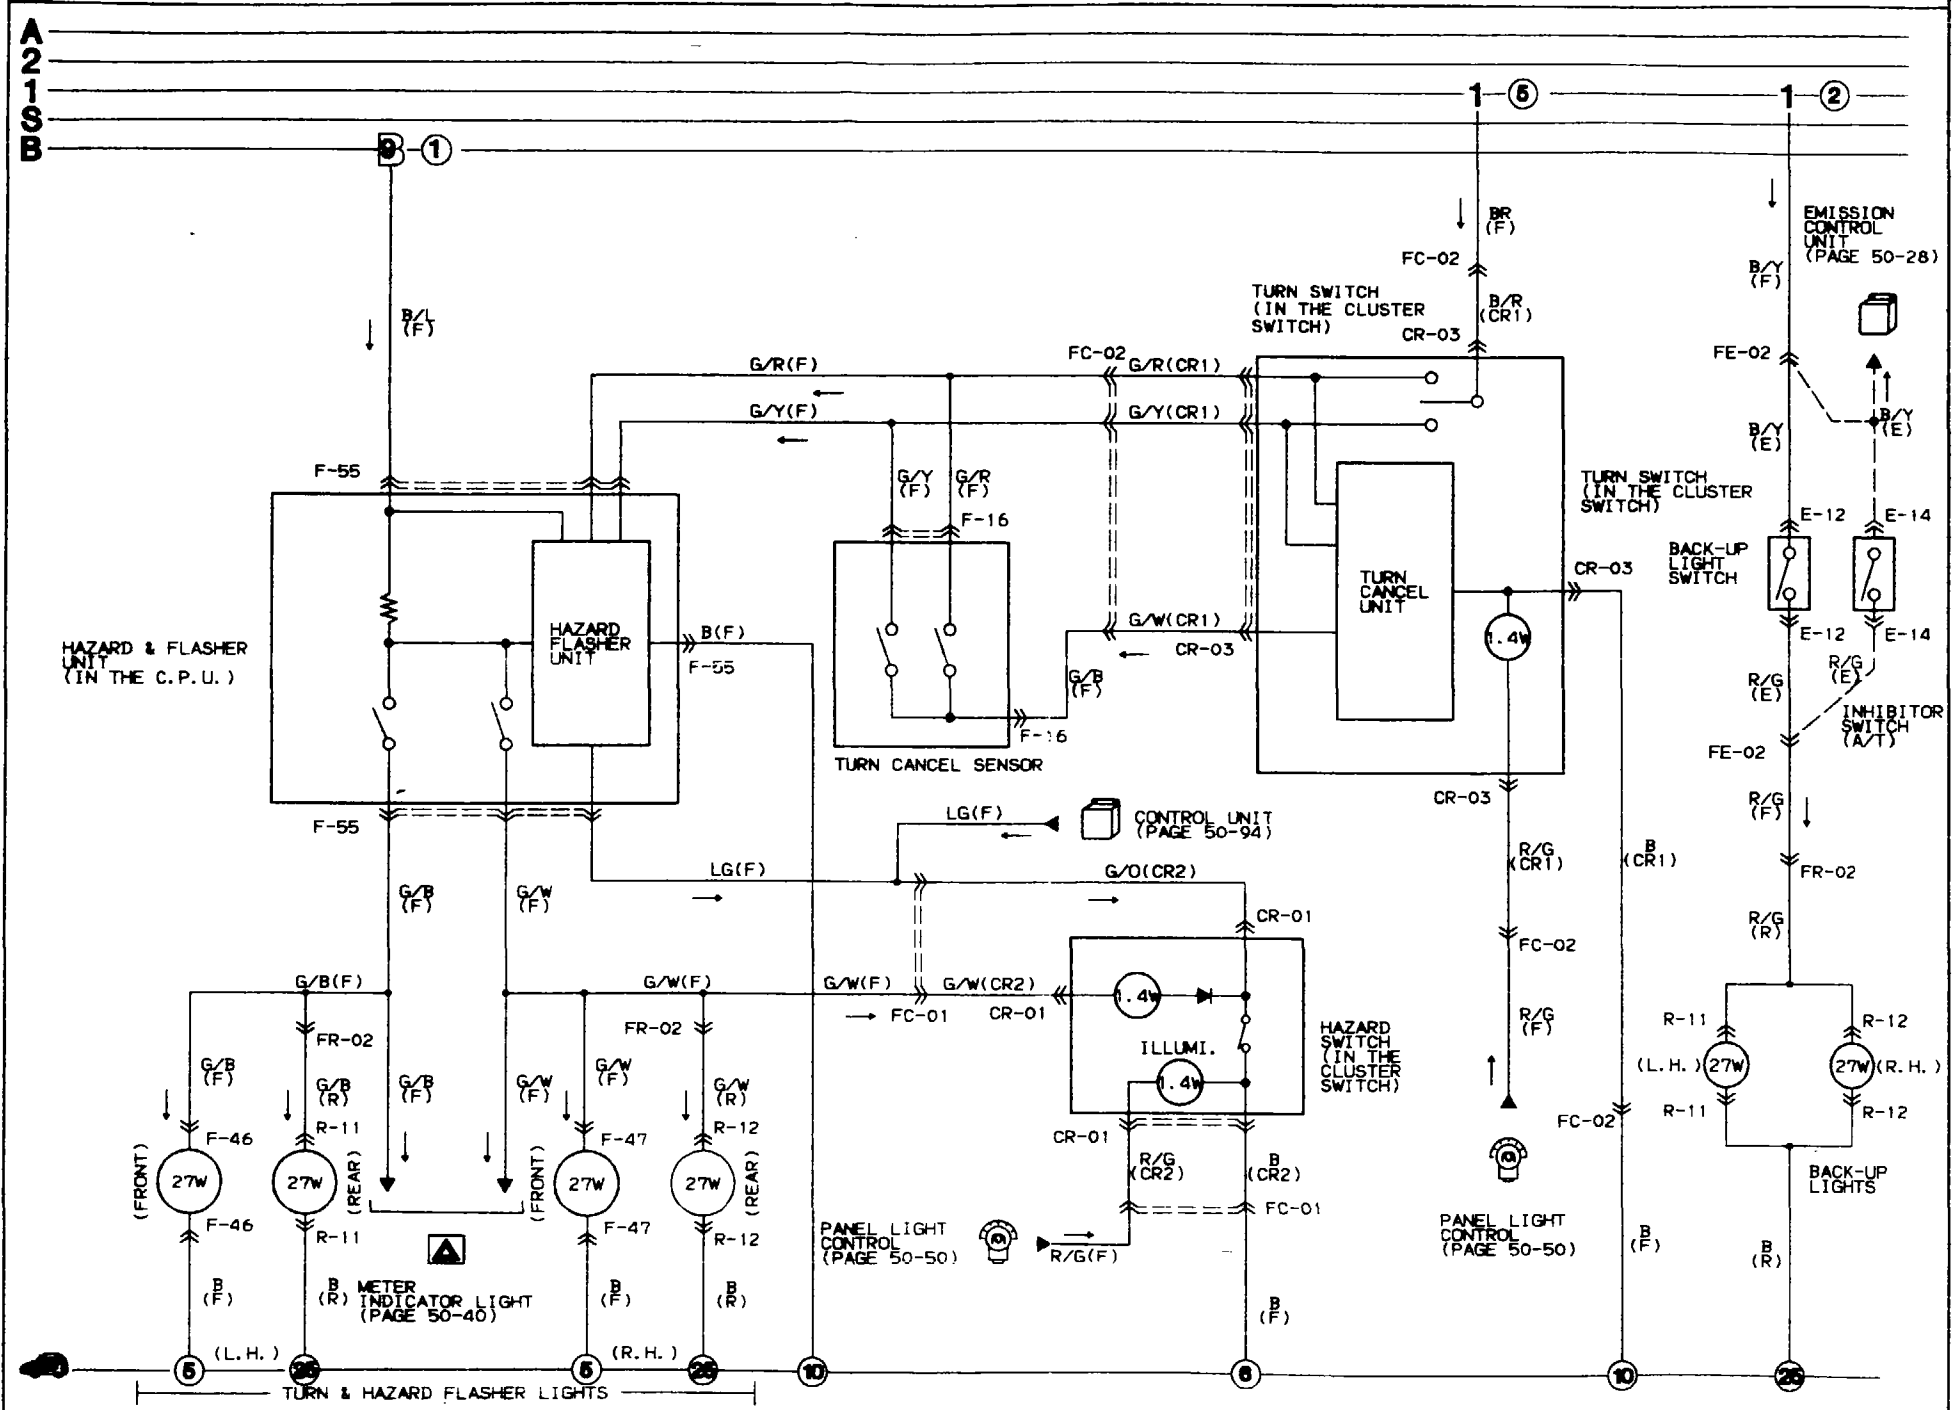 A
2
1
S
B
B
1
1
5
1
2
B/L
(F)
BR
(F)
FC-02
B/R
(CR1)
CR-03
TURN SWITCH
(IN THE CLUSTER
SWITCH)
EMISSION
CONTROL
UNIT
(PAGE 50-28)
B/Y
(F)
FE-02
B/Y
(E)
B/Y
(E)
G/R(F)
FC-02
G/R(CR1)
G/Y(F)
G/Y(CR1)
F-55
G/Y
(F)
G/R
(F)
F-16
TURN SWITCH
(IN THE CLUSTER
SWITCH)
E-12
E-14
BACK-UP
LIGHT
SWITCH
CR-03
TURN
CANCEL
UNIT
1.4W
HAZARD
FLASHER
UNIT
B(F)
F-55
HAZARD & FLASHER
UNIT
(IN THE C.P.U.)
G/W(CR1)
CR-03
G/B
(F)
E-12
E-14
R/G
(E)
R/G
(E)
INHIBITOR
SWITCH
(A/T)
FE-02
F-16
TURN CANCEL SENSOR
CR-03
R/G
(F)
F-55
LG(F)
CONTROL UNIT
(PAGE 50-94)
R/G
(CR1)
B
(CR1)
FR-02
LG(F)
G/O(CR2)
G/B
(F)
G/W
(F)
CR-01
FC-02
R/G
(R)
G/B(F)
G/W(F)
G/W(F)
G/W(CR2)
FC-01
CR-01
1.4W
R/G
(F)
FR-02
FR-02
HAZARD
SWITCH
(IN THE
CLUSTER
SWITCH)
ILLUMI.
1.4W
R-11
R-12
(L.H.)
27W
27W
(R.H.)
R-11
R-12
G/B
(F)
G/B
(R)
G/B
(F)
G/W
(F)
G/W
(F)
G/W
(R)
F-46
R-11
F-47
R-12
CR-01
FC-02
(FRONT)
27W
27W
(REAR)
(FRONT)
27W
27W
(REAR)
R/G
(CR2)
B
(CR2)
FC-01
BACK-UP
LIGHTS
F-46
R-11
F-47
R-12
PANEL LIGHT
CONTROL
(PAGE 50-50)
R/G(F)
PANEL LIGHT
CONTROL
(PAGE 50-50)
B
(F)
B
(R)
B
(F)
B
(R)
METER
INDICATOR LIGHT
(PAGE 50-40)
B
(F)
B
(R)
B
(F)
5
(L.H.)
25
5
(R.H.)
25
10
6
10
25
TURN & HAZARD FLASHER LIGHTS